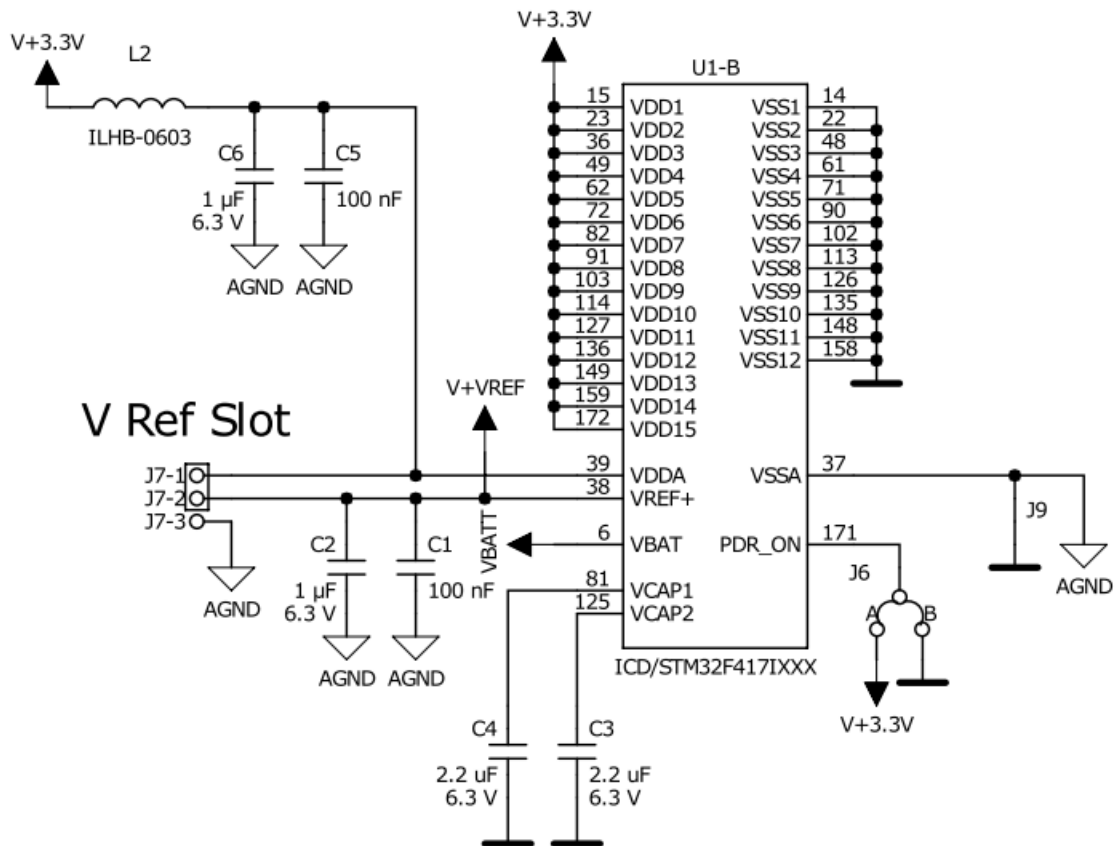 V+3.3V
L2
ILHB-0603
C6
1 µF
6.3 V
C5
100 nF
AGND
AGND
V+3.3V
U1-B
15 VDD1 VSS1 14
23 VDD2 VSS2 22
36 VDD3 VSS3 48
49 VDD4 VSS4 61
62 VDD5 VSS5 71
72 VDD6 VSS6 90
82 VDD7 VSS7 102
91 VDD8 VSS8 113
103 VDD9 VSS9 126
114 VDD10 VSS10 135
127 VDD11 VSS11 148
136 VDD12 VSS12 158
149 VDD13
159 VDD14
172 VDD15
V+VREF
V Ref Slot
J7-1
J7-2
J7-3
AGND
39 VDDA VSSA 37
38 VREF+
VBATT
6 VBAT PDR_ON 171
81 VCAP1
125 VCAP2
ICD/STM32F417IXXX
C2
1 µF
6.3 V
C1
100 nF
AGND
AGND
J9
AGND
J6
A
B
V+3.3V
C4
2.2 uF
6.3 V
C3
2.2 uF
6.3 V